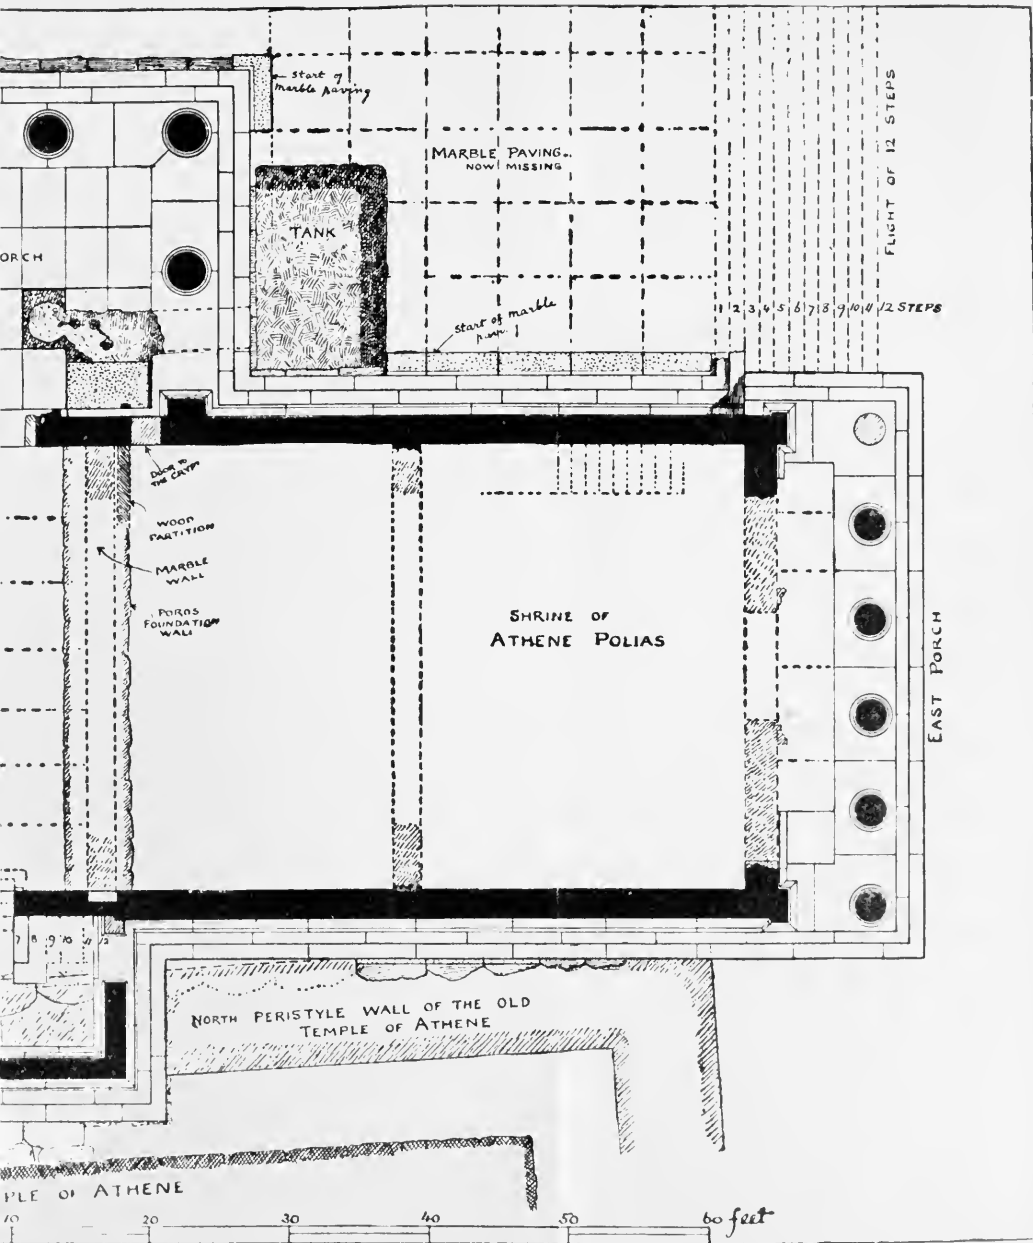 start of
marble paving
MARBLE PAVING
NOW MISSING
FLIGHT OF 12 STEPS
TANK
ORCH
start of marble
1 2 3 4 5 6 7 8 9 10 11 12 STEPS
DOOR TO
THE CRYPT
WOOD
PARTITION
MARBLE
WALL
POROS
FOUNDATION
WALL
SHRINE OF
ATHENE POLIAS
EAST PORCH
7 8 9 10 11 12
NORTH PERISTYLE WALL OF THE OLD
TEMPLE OF ATHENE
MPLE OF ATHENE
10 20 30 40 50 60 feet